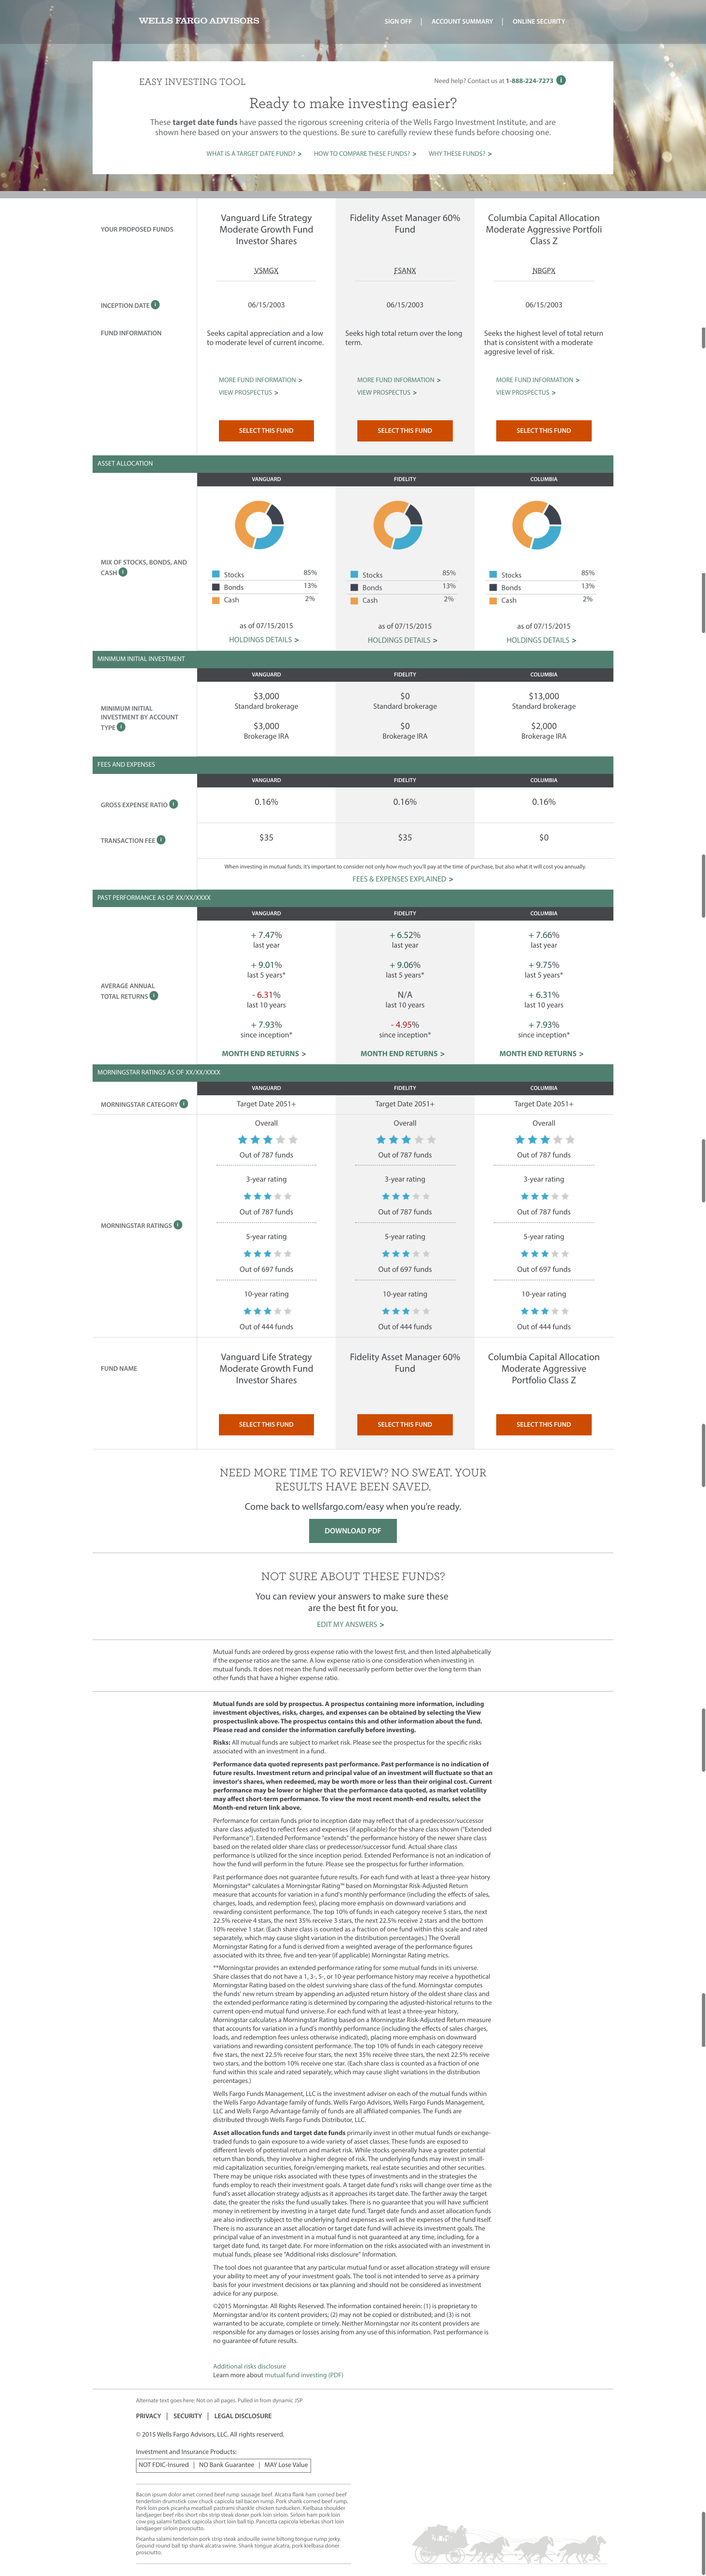 WELLS FARGO ADVISORS
SIGN OFF | ACCOUNT SUMMARY | ONLINE SECURITY
EASY INVESTING TOOL
Need help? Contact us at 1-888-224-7273 i
Ready to make investing easier?
These target date funds have passed the rigorous screening criteria of the Wells Fargo Investment Institute, and are
shown here based on your answers to the questions. Be sure to carefully review these funds before choosing one.
WHAT IS A TARGET DATE FUND? > HOW TO COMPARE THESE FUNDS? > WHY THESE FUNDS? >
YOUR PROPOSED FUNDS
Vanguard Life Strategy
Moderate Growth Fund
Investor Shares
VSMGX
Fidelity Asset Manager 60%
Fund
FSANX
Columbia Capital Allocation
Moderate Aggressive Portfoli
Class Z
NBGPX
INCEPTION DATE i
06/15/2003
06/15/2003
06/15/2003
FUND INFORMATION
Seeks capital appreciation and a low
to moderate level of current income.
Seeks high total return over the long
term.
Seeks the highest level of total return
that is consistent with a moderate
aggresive level of risk.
MORE FUND INFORMATION > MORE FUND INFORMATION > MORE FUND INFORMATION >
VIEW PROSPECTUS > VIEW PROSPECTUS > VIEW PROSPECTUS >
SELECT THIS FUND SELECT THIS FUND SELECT THIS FUND
ASSET ALLOCATION
VANGUARD FIDELITY COLUMBIA
MIX OF STOCKS, BONDS, AND
CASH i
Stocks 85% Stocks 85% Stocks 85%
Bonds 13% Bonds 13% Bonds 13%
Cash 2% Cash 2% Cash 2%
as of 07/15/2015 as of 07/15/2015 as of 07/15/2015
HOLDINGS DETAILS > HOLDINGS DETAILS > HOLDINGS DETAILS >
MINIMUM INITIAL INVESTMENT
VANGUARD FIDELITY COLUMBIA
MINIMUM INITIAL
INVESTMENT BY ACCOUNT
TYPE i
$3,000 $0 $13,000
Standard brokerage Standard brokerage Standard brokerage
$3,000 $0 $2,000
Brokerage IRA Brokerage IRA Brokerage IRA
FEES AND EXPENSES
VANGUARD FIDELITY COLUMBIA
GROSS EXPENSE RATIO i 0.16% 0.16% 0.16%
TRANSACTION FEE i $35 $35 $0
When investing in mutual funds, it's important to consider not only how much you'll pay at the time of purchase, but also what it will cost you annually.
FEES & EXPENSES EXPLAINED >
PAST PERFORMANCE AS OF XX/XX/XXXX
VANGUARD FIDELITY COLUMBIA
AVERAGE ANNUAL
TOTAL RETURNS i
+ 7.47% + 6.52% + 7.66%
last year last year last year
+ 9.01% + 9.06% + 9.75%
last 5 years* last 5 years* last 5 years*
- 6.31% N/A + 6.31%
last 10 years last 10 years last 10 years
+ 7.93% - 4.95% + 7.93%
since inception* since inception* since inception*
MONTH END RETURNS > MONTH END RETURNS > MONTH END RETURNS >
MORNINGSTAR RATINGS AS OF XX/XX/XXXX
VANGUARD FIDELITY COLUMBIA
MORNINGSTAR CATEGORY i Target Date 2051+ Target Date 2051+ Target Date 2051+
MORNINGSTAR RATINGS i
Overall Overall Overall
Out of 787 funds Out of 787 funds Out of 787 funds
3-year rating 3-year rating 3-year rating
Out of 787 funds Out of 787 funds Out of 787 funds
5-year rating 5-year rating 5-year rating
Out of 697 funds Out of 697 funds Out of 697 funds
10-year rating 10-year rating 10-year rating
Out of 444 funds Out of 444 funds Out of 444 funds
FUND NAME
Vanguard Life Strategy
Moderate Growth Fund
Investor Shares
Fidelity Asset Manager 60%
Fund
Columbia Capital Allocation
Moderate Aggressive
Portfolio Class Z
SELECT THIS FUND SELECT THIS FUND SELECT THIS FUND
NEED MORE TIME TO REVIEW? NO SWEAT. YOUR
RESULTS HAVE BEEN SAVED.
Come back to wellsfargo.com/easy when you're ready.
DOWNLOAD PDF
NOT SURE ABOUT THESE FUNDS?
You can review your answers to make sure these
are the best fit for you.
EDIT MY ANSWERS >
Mutual funds are ordered by gross expense ratio with the lowest first, and then listed alphabetically
if the expense ratios are the same. A low expense ratio is one consideration when investing in
mutual funds. It does not mean the fund will necessarily perform better over the long term than
other funds that have a higher expense ratio.
Mutual funds are sold by prospectus. A prospectus containing more information, including
investment objectives, risks, charges, and expenses can be obtained by selecting the View
prospectuslink above. The prospectus contains this and other information about the fund.
Please read and consider the information carefully before investing.
Risks: All mutual funds are subject to market risk. Please see the prospectus for the specific risks
associated with an investment in a fund.
Performance data quoted represents past performance. Past performance is no indication of
future results. Investment return and principal value of an investment will fluctuate so that an
investor's shares, when redeemed, may be worth more or less than their original cost. Current
performance may be lower or higher that the performance data quoted, as market volatility
may affect short-term performance. To view the most recent month-end results, select the
Month-end return link above.
Performance for certain funds prior to inception date may reflect that of a predecessor/successor
share class adjusted to reflect fees and expenses (if applicable) for the share class shown ("Extended
Performance"). Extended Performance "extends" the performance history of the newer share class
based on the related older share class or predecessor/successor fund. Actual share class
performance is utilized for the since inception period. Extended Performance is not an indication of
how the fund will perform in the future. Please see the prospectus for further information.
Past performance does not guarantee future results. For each fund with at least a three-year history
Morningstar® calculates a Morningstar Rating™ based on Morningstar Risk-Adjusted Return
measure that accounts for variation in a fund's monthly performance (including the effects of sales,
charges, loads, and redemption fees), placing more emphasis on downward variations and
rewarding consistent performance. The top 10% of funds in each category receive 5 stars, the next
22.5% receive 4 stars, the next 35% receive 3 stars, the next 22.5% receive 2 stars and the bottom
10% receive 1 star. (Each share class is counted as a fraction of one fund within this scale and rated
separately, which may cause slight variation in the distribution percentages.) The Overall
Morningstar Rating for a fund is derived from a weighted average of the performance figures
associated with its three, five and ten-year (if applicable) Morningstar Rating metrics.
**Morningstar provides an extended performance rating for some mutual funds in its universe.
Share classes that do not have a 1, 3-, 5-, or 10-year performance history may receive a hypothetical
Morningstar Rating based on the oldest surviving share class of the fund. Morningstar computes
the funds' new return stream by appending an adjusted return history of the oldest share class and
the extended performance rating is determined by comparing the adjusted-historical returns to the
current open-end mutual fund universe. For each fund with at least a three-year history,
Morningstar calculates a Morningstar Rating based on a Morningstar Risk-Adjusted Return measure
that accounts for variation in a fund's monthly performance (including the effects of sales charges,
loads, and redemption fees unless otherwise indicated), placing more emphasis on downward
variations and rewarding consistent performance. The top 10% of funds in each category receive
five stars, the next 22.5% receive four stars, the next 35% receive three stars, the next 22.5% receive
two stars, and the bottom 10% receive one star. (Each share class is counted as a fraction of one
fund within this scale and rated separately, which may cause slight variations in the distribution
percentages.)
Wells Fargo Funds Management, LLC is the investment adviser on each of the mutual funds within
the Wells Fargo Advantage family of funds. Wells Fargo Advisors, Wells Fargo Funds Management,
LLC and Wells Fargo Advantage family of funds are all affiliated companies. The Funds are
distributed through Wells Fargo Funds Distributor, LLC.
Asset allocation funds and target date funds primarily invest in other mutual funds or exchange-
traded funds to gain exposure to a wide variety of asset classes. These funds are exposed to
different levels of potential return and market risk. While stocks generally have a greater potential
return than bonds, they involve a higher degree of risk. The underlying funds may invest in small-
mid capitalization securities, foreign/emerging markets, real estate securities and other securities.
There may be unique risks associated with these types of investments and in the strategies the
funds employ to reach their investment goals. A target date fund's risks will change over time as the
fund's asset allocation strategy adjusts as it approaches its target date. The farther away the target
date, the greater the risks the fund usually takes. There is no guarantee that you will have sufficient
money in retirement by investing in a target date fund. Target date funds and asset allocation funds
are also indirectly subject to the underlying fund expenses as well as the expenses of the fund itself.
There is no assurance an asset allocation or target date fund will achieve its investment goals. The
principal value of an investment in a mutual fund is not guaranteed at any time, including, for a
target date fund, its target date. For more information on the risks associated with an investment in
mutual funds, please see "Additional risks disclosure" Information.
The tool does not guarantee that any particular mutual fund or asset allocation strategy will ensure
your ability to meet any of your investment goals. The tool is not intended to serve as a primary
basis for your investment decisions or tax planning and should not be considered as investment
advice for any purpose.
©2015 Morningstar. All Rights Reserved. The information contained herein: (1) is proprietary to
Morningstar and/or its content providers; (2) may not be copied or distributed; and (3) is not
warranted to be accurate, complete or timely. Neither Morningstar nor its content providers are
responsible for any damages or losses arising from any use of this information. Past performance is
no guarantee of future results.
Additional risks disclosure
Learn more about mutual fund investing (PDF)
Alternate text goes here: Not on all pages. Pulled in from dynamic JSP
PRIVACY | SECURITY | LEGAL DISCLOSURE
© 2015 Wells Fargo Advisors, LLC. All rights reserverd.
Investment and Insurance Products:
NOT FDIC-Insured | NO Bank Guarantee | MAY Lose Value
Bacon ipsum dolor amet corned beef rump sausage beef. Alcatra flank ham corned beef
tenderloin drumstick cow chuck capicola tail bacon rump. Pork shank corned beef rump.
Pork loin pork picanha meatball pastrami shankle chicken turducken. Kielbasa shoulder
landjaeger beef ribs short ribs strip steak doner pork loin sirloin. Sirloin ham pork loin
cow pig salami fatback capicola short loin ball tip. Pancetta capicola leberkas short loin
landjaeger sirloin prosciutto.
Picanha salami tenderloin pork strip steak andouille swine biltong tongue rump jerky.
Ground round ball tip shank alcatra swine. Shank tongue alcatra, pork kielbasa doner
prosciutto.